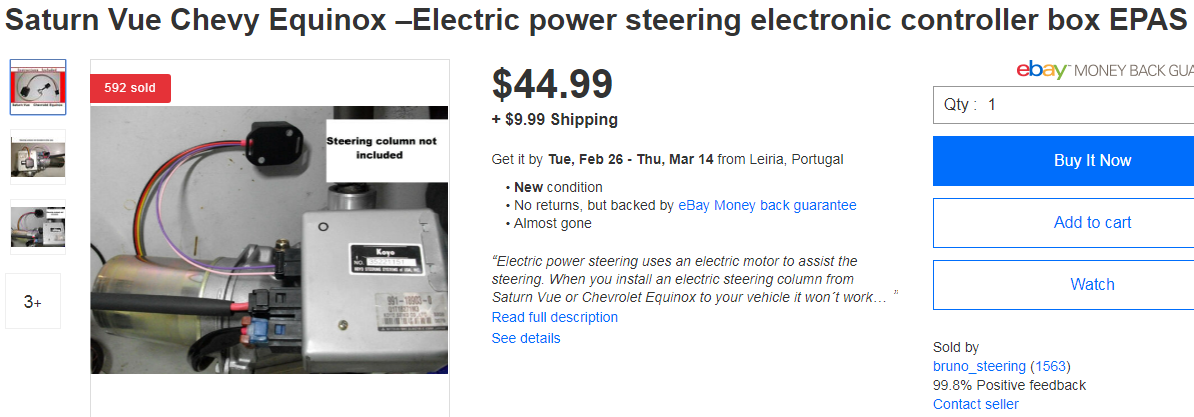 Saturn Vue Chevy Equinox –Electric power steering electronic controller box EPAS
592 sold
Steering column not
included
Koyo
3+
$44.99
+ $9.99 Shipping
Get it by Tue, Feb 26 - Thu, Mar 14 from Leiria, Portugal
• New condition
• No returns, but backed by eBay Money back guarantee
• Almost gone
“Electric power steering uses an electric motor to assist the
steering. When you install an electric steering column from
Saturn Vue or Chevrolet Equinox to your vehicle it won´t work… ”
Read full description
See details
ebay MONEY BACK GUA
Qty : 1
Buy It Now
Add to cart
Watch
Sold by
bruno_steering (1563)
99.8% Positive feedback
Contact seller